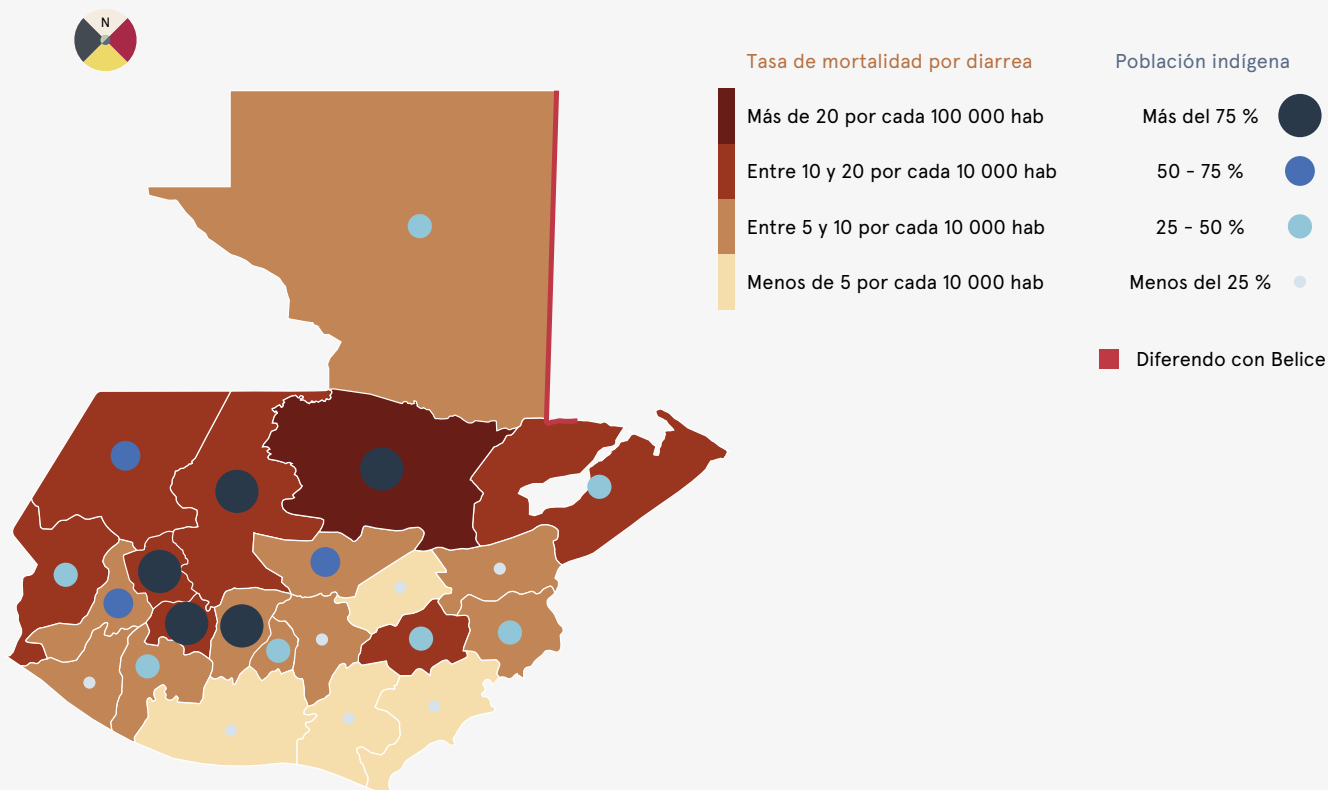 N
Tasa de mortalidad por diarrea
Más de 20 por cada 100 000 hab
Entre 10 y 20 por cada 10 000 hab
Entre 5 y 10 por cada 10 000 hab
Menos de 5 por cada 10 000 hab
Población indígena
Más del 75 %
50 - 75 %
25 - 50 %
Menos del 25 %
Diferendo con Belice